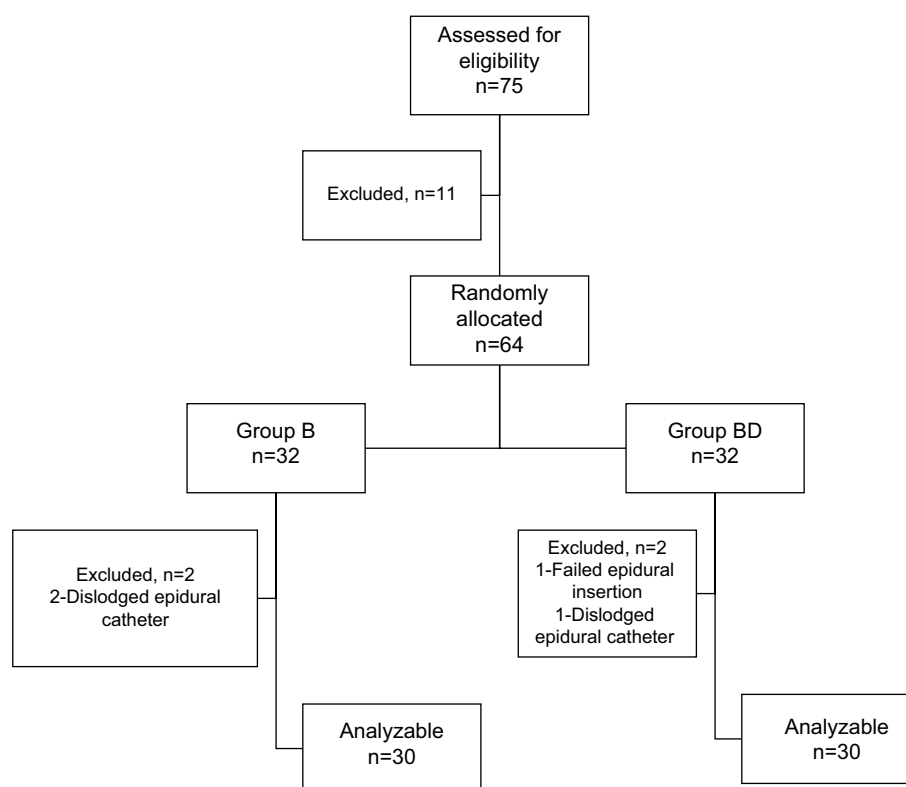 Assessed for
eligibility
n=75
Excluded, n=11
Randomly
allocated
n=64
Group B
n=32
Group BD
n=32
Excluded, n=2
2-Dislodged epidural
catheter
Excluded, n=2
1-Failed epidural
insertion
1-Dislodged
epidural catheter
Analyzable
n=30
Analyzable
n=30